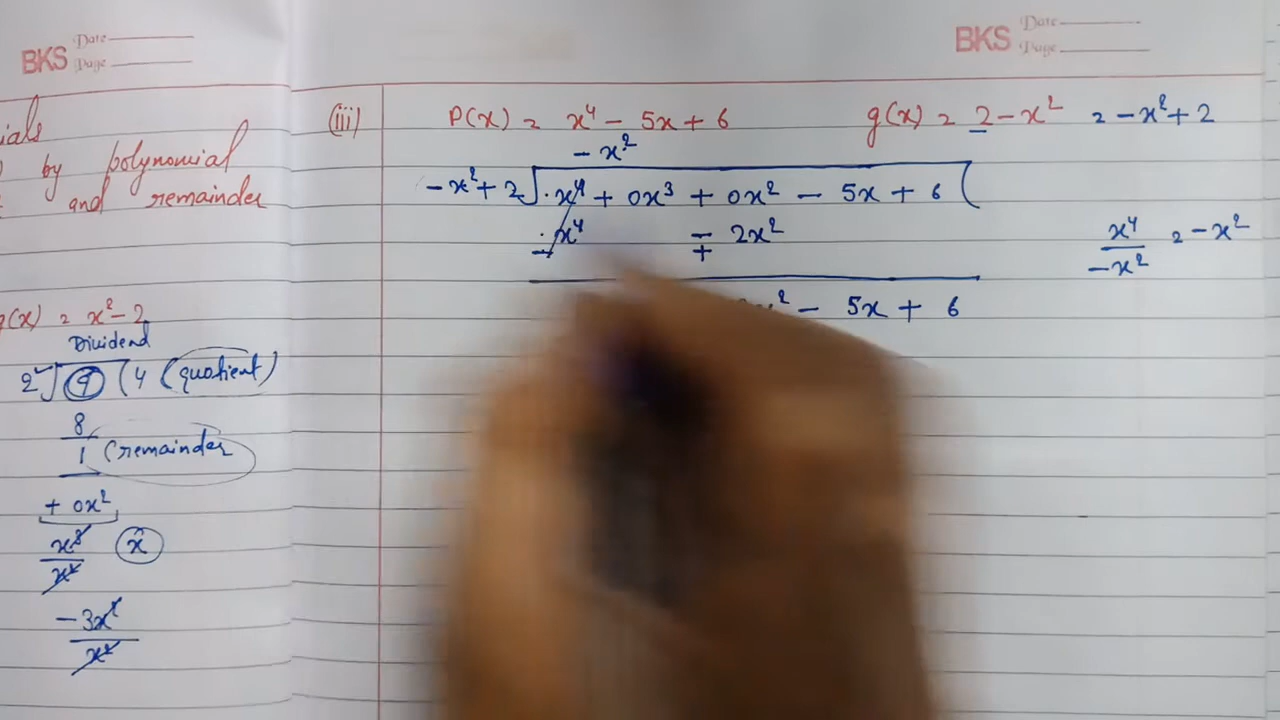 BKS Date
Page
ials
by polynomial
and remainder
g(x) = x² - 2
Dividend
2 ) 9 ( 4 (quotient)
8
1 (remainder)
+ 0x²
x³
x²
x
- 3x²
x²
BKS Date
Page
(iii) P(x) = x⁴ - 5x + 6 g(x) = 2 - x² = - x² + 2
- x²
- x² + 2 ) x⁴ + 0x³ + 0x² - 5x + 6 (
x⁴ - 2x²
- +
x² - 5x + 6
x⁴ = - x²
- x²